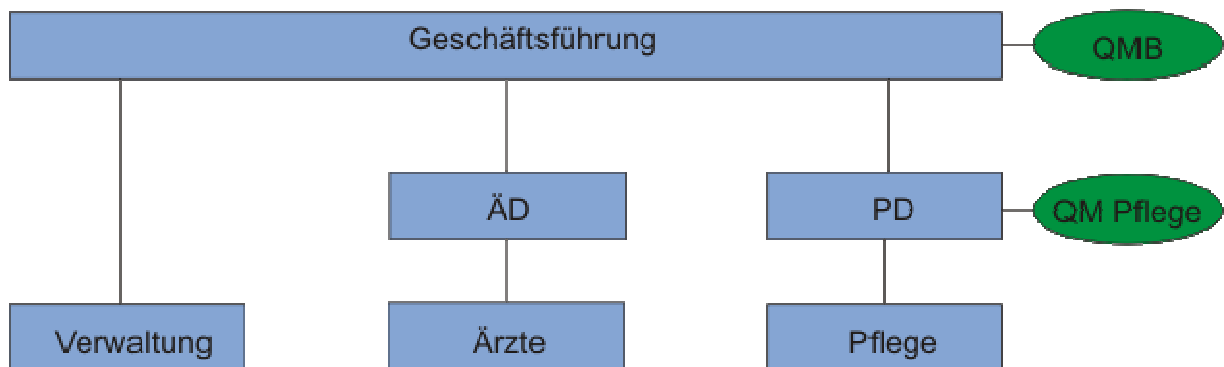 Geschäftsführung
QMB
ÄD
PD
QM Pflege
Verwaltung
Ärzte
Pflege